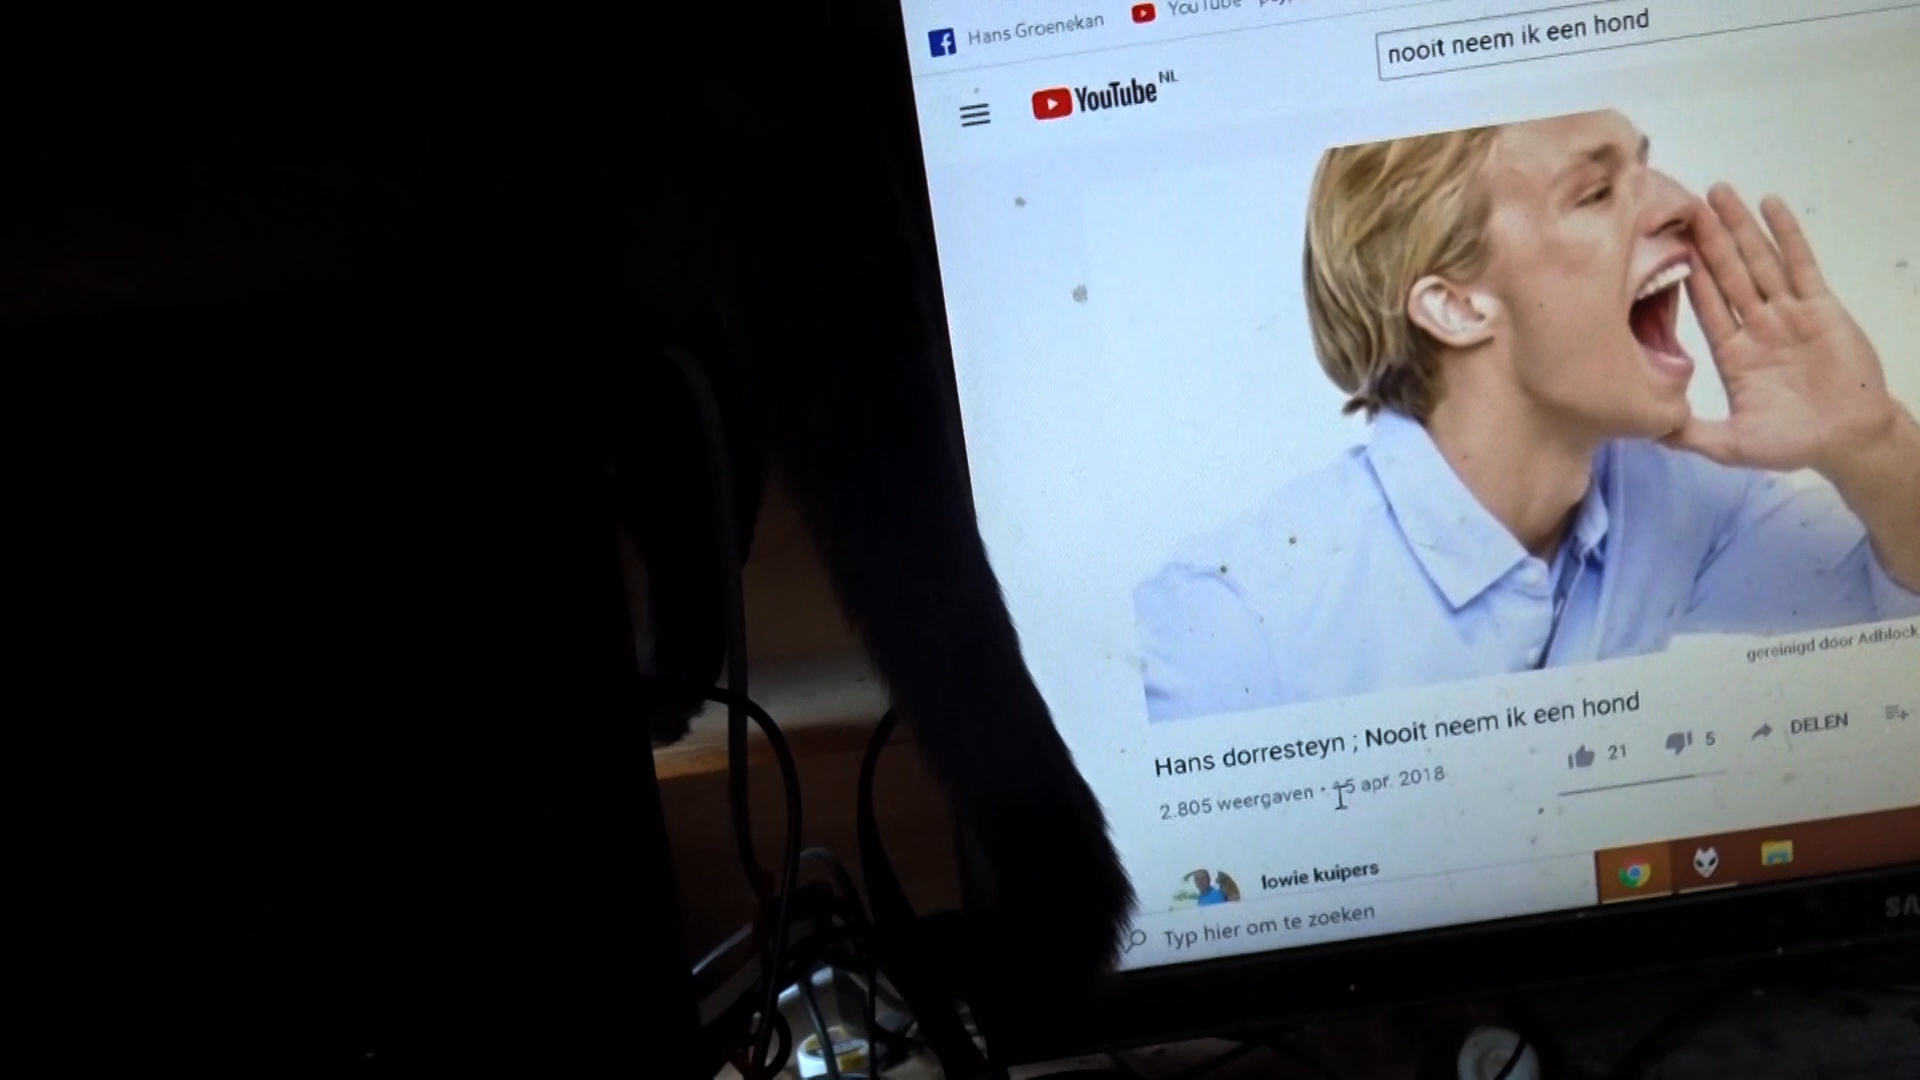 Hans Groenekan
YouTube
nooit neem ik een hond
YouTube NL
gereinigd door Adblock
Hans dorresteyn ; Nooit neem ik een hond
2.805 weergaven • 15 apr. 2018
21
5
DELEN
lowie kuipers
Typ hier om te zoeken
SA